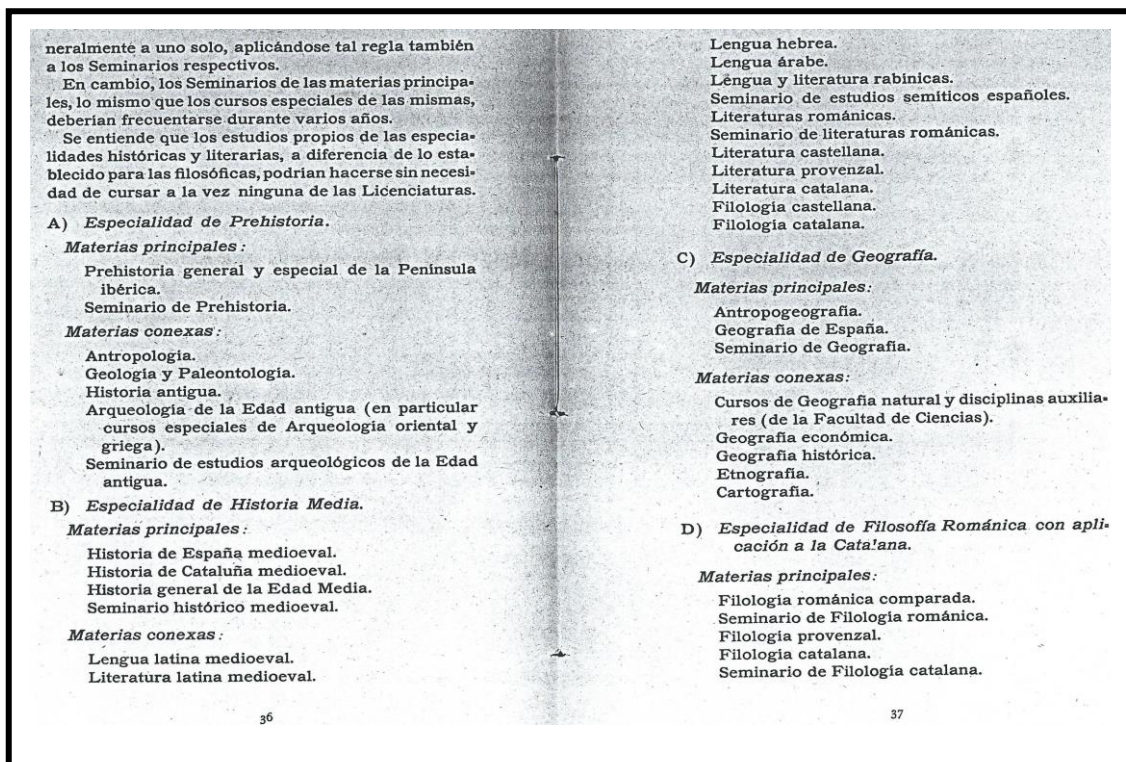 neralmente a uno solo, aplicándose tal regla también
a los Seminarios respectivos.
En cambio, los Seminarios de las materias principa-
les, lo mismo que los cursos especiales de las mismas,
deberían frecuentarse durante varios años.
Se entiende que los estudios propios de las especia-
lidades históricas y literarias, a diferencia de lo esta-
blecido para las filosóficas, podrían hacerse sin necesi-
dad de cursar a la vez ninguna de las Licenciaturas.
A) Especialidad de Prehistoria.
Materias principales:
Prehistoria general y especial de la Península
ibérica.
Seminario de Prehistoria.
Materias conexas:
Antropología.
Geología y Paleontología.
Historia antigua.
Arqueología de la Edad antigua (en particular
cursos especiales de Arqueología oriental y
griega).
Seminario de estudios arqueológicos de la Edad
antigua.
B) Especialidad de Historia Media.
Materias principales:
Historia de España medioeval.
Historia de Cataluña medioeval.
Historia general de la Edad Media.
Seminario histórico medioeval.
Materias conexas:
Lengua latina medioeval.
Literatura latina medioeval.
36
Lengua hebrea.
Lengua árabe.
Léngua y literatura rabínicas.
Seminario de estudios semíticos españoles.
Literaturas románicas.
Seminario de literaturas románicas.
Literatura castellana.
Literatura provenzal.
Literatura catalana.
Filología castellana.
Filología catalana.
C) Especialidad de Geografía.
Materias principales:
Antropogeografía.
Geografía de España.
Seminario de Geografía.
Materias conexas:
Cursos de Geografía natural y disciplinas auxilia-
res (de la Facultad de Ciencias).
Geografía económica.
Geografía histórica.
Etnografía.
Cartografía.
D) Especialidad de Filosofía Románica con apli-
cación a la Cata!ana.
Materias principales:
Filología románica comparada.
Seminario de Filología románica.
Filología provenzal.
Filología catalana.
Seminario de Filología catalana.
37